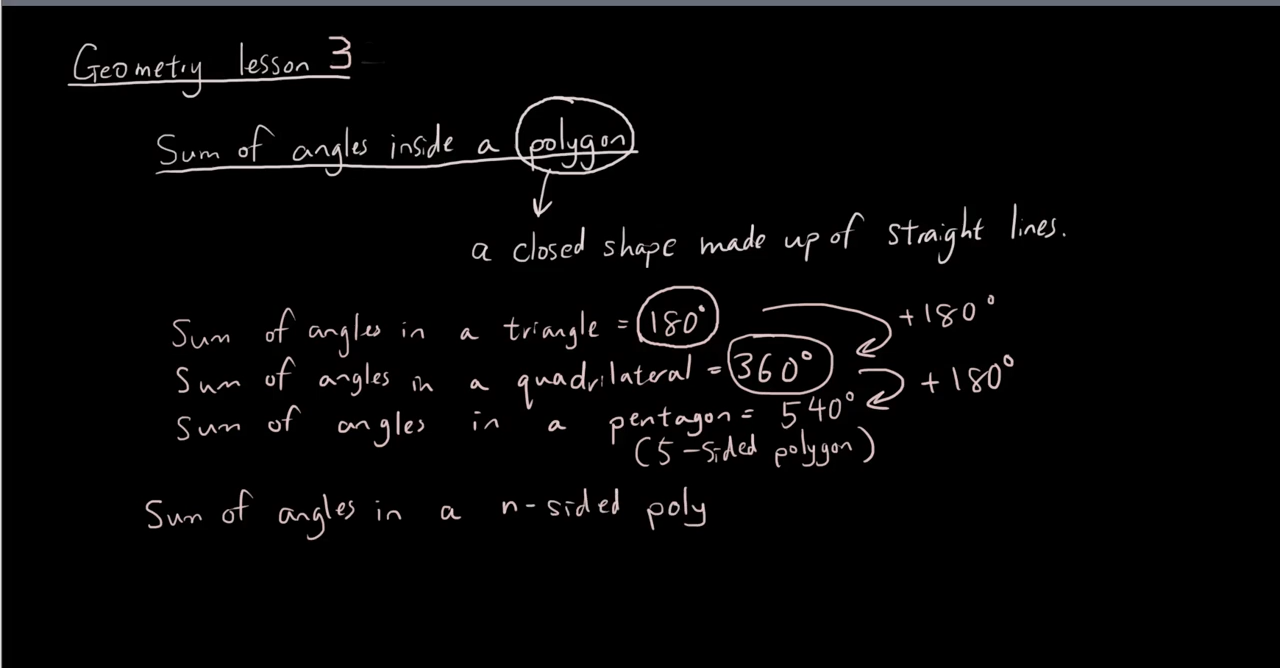 Geometry lesson 3
Sum of angles inside a polygon
a closed shape made up of straight lines.
Sum of angles in a triangle = 180° +180°
Sum of angles in a quadrilateral = 360° +180°
Sum of angles in a pentagon = 540°
(5-sided polygon)
Sum of angles in a n-sided poly